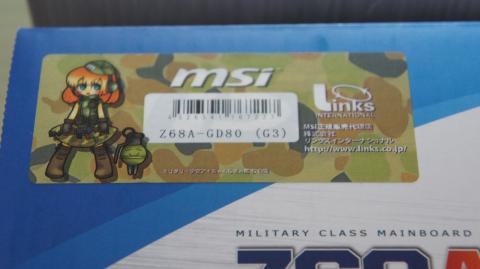 msi
Z68A-GD80 (G3)
Links
INTERNATIONAL
MSI正規販売代理店
株式会社
リンクスインターナショナル
http://www.links.co.jp/
MILITARY CLASS MAINBOARD